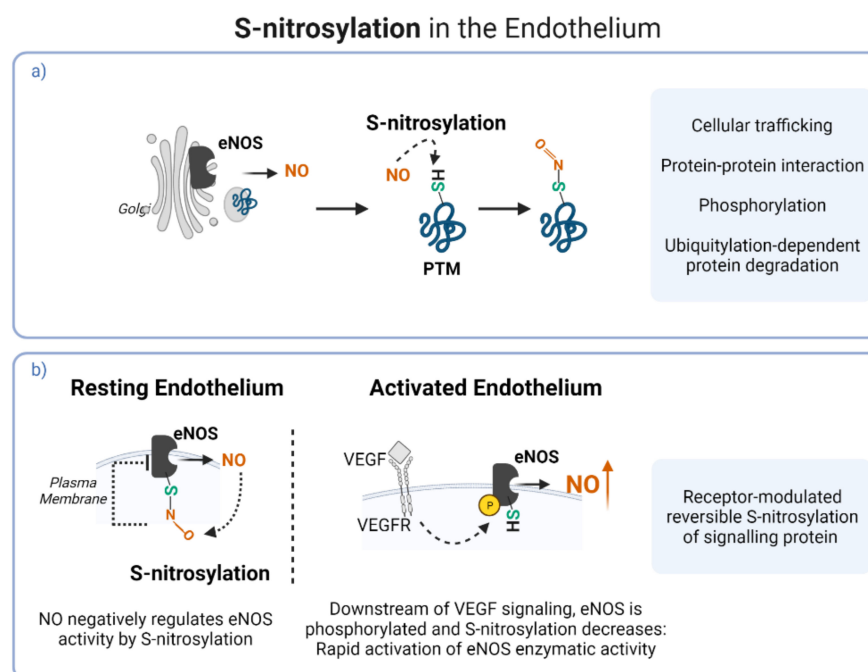 S-nitrosylation in the Endothelium
a)
eNOS
NO
Golgi
S-nitrosylation
NO
H
S
PTM
O
N
S
Cellular trafficking
Protein-protein interaction
Phosphorylation
Ubiquitylation-dependent
protein degradation
b)
Resting Endothelium
eNOS
NO
Plasma
Membrane
S
N
O
S-nitrosylation
NO negatively regulates eNOS
activity by S-nitrosylation
Activated Endothelium
VEGF
VEGFR
eNOS
P
SH
NO
Downstream of VEGF signaling, eNOS is
phosphorylated and S-nitrosylation decreases:
Rapid activation of eNOS enzymatic activity
Receptor-modulated
reversible S-nitrosylation
of signalling protein